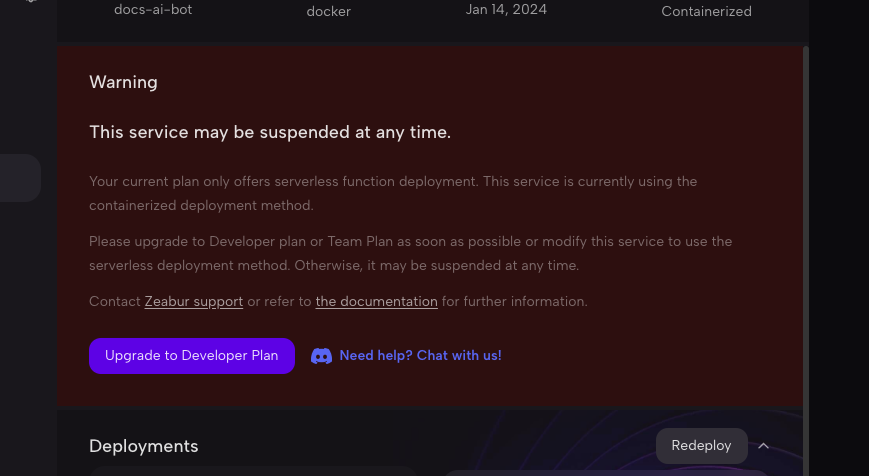 docs-ai-bot docker Jan 14, 2024 Containerized
Warning
This service may be suspended at any time.
Your current plan only offers serverless function deployment. This service is currently using the
containerized deployment method.
Please upgrade to Developer plan or Team Plan as soon as possible or modify this service to use the
serverless deployment method. Otherwise, it may be suspended at any time.
Contact Zeabur support or refer to the documentation for further information.
Upgrade to Developer Plan Need help? Chat with us!
Deployments Redeploy